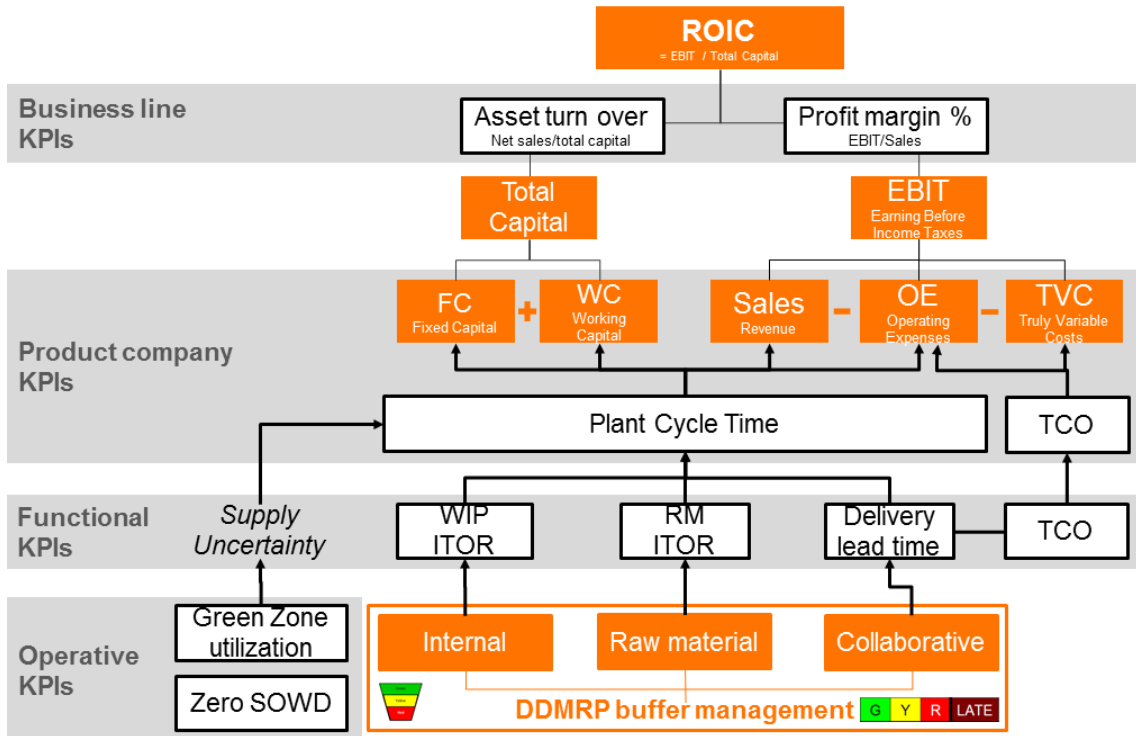 ROIC
= EBIT / Total Capital
Business line
KPIs
Asset turn over
Net sales/total capital
Profit margin %
EBIT/Sales
Total
Capital
EBIT
Earning Before
Income Taxes
Product company
KPIs
FC
Fixed Capital
+
WC
Working
Capital
Sales
Revenue
-
OE
Operating
Expenses
-
TVC
Truly Variable
Costs
Plant Cycle Time
TCO
Functional
KPIs
Supply
Uncertainty
WIP
ITOR
RM
ITOR
Delivery
lead time
TCO
Operative
KPIs
Green Zone
utilization
Zero SOWD
Internal
Raw material
Collaborative
Green
Yellow
Red
DDMRP buffer management
G Y R LATE